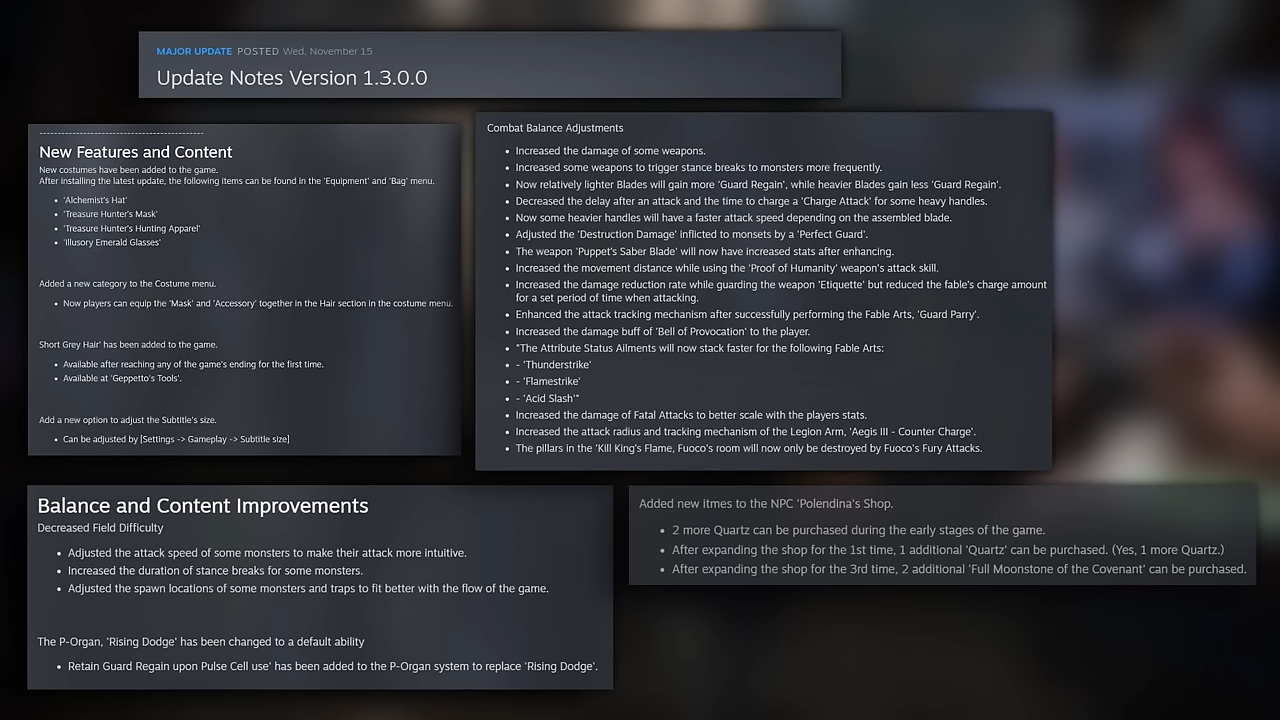 MAJOR UPDATE POSTED Wed, November 15
Update Notes Version 1.3.0.0
---------------------------------------------
New Features and Content
New costumes have been added to the game.
After installing the latest update, the following items can be found in the 'Equipment' and 'Bag' menu.
• 'Alchemist's Hat'
• 'Treasure Hunter's Mask'
• 'Treasure Hunter's Hunting Apparel'
• 'Illusory Emerald Glasses'
Added a new category to the Costume menu.
• Now players can equip the 'Mask' and 'Accessory' together in the Hair section in the costume menu.
Short Grey Hair' has been added to the game.
• Available after reaching any of the game's ending for the first time.
• Available at 'Geppetto's Tools'.
Add a new option to adjust the Subtitle's size.
• Can be adjusted by [Settings -> Gameplay -> Subtitle size]
Combat Balance Adjustments
• Increased the damage of some weapons.
• Increased some weapons to trigger stance breaks to monsters more frequently.
• Now relatively lighter Blades will gain more 'Guard Regain', while heavier Blades gain less 'Guard Regain'.
• Decreased the delay after an attack and the time to charge a 'Charge Attack' for some heavy handles.
• Now some heavier handles will have a faster attack speed depending on the assembled blade.
• Adjusted the 'Destruction Damage' inflicted to monsets by a 'Perfect Guard'.
• The weapon 'Puppet's Saber Blade' will now have increased stats after enhancing.
• Increased the movement distance while using the 'Proof of Humanity' weapon's attack skill.
• Increased the damage reduction rate while guarding the weapon 'Etiquette' but reduced the fable's charge amount
for a set period of time when attacking.
• Enhanced the attack tracking mechanism after successfully performing the Fable Arts, 'Guard Parry'.
• Increased the damage buff of 'Bell of Provocation' to the player.
• "The Attribute Status Ailments will now stack faster for the following Fable Arts:
• - 'Thunderstrike'
• - 'Flamestrike'
• - 'Acid Slash'"
• Increased the damage of Fatal Attacks to better scale with the players stats.
• Increased the attack radius and tracking mechanism of the Legion Arm, 'Aegis III - Counter Charge'.
• The pillars in the 'Kill King's Flame, Fuoco's room will now only be destroyed by Fuoco's Fury Attacks.
Balance and Content Improvements
Decreased Field Difficulty
• Adjusted the attack speed of some monsters to make their attack more intuitive.
• Increased the duration of stance breaks for some monsters.
• Adjusted the spawn locations of some monsters and traps to fit better with the flow of the game.
The P-Organ, 'Rising Dodge' has been changed to a default ability
• Retain Guard Regain upon Pulse Cell use' has been added to the P-Organ system to replace 'Rising Dodge'.
Added new itmes to the NPC 'Polendina's Shop.
• 2 more Quartz can be purchased during the early stages of the game.
• After expanding the shop for the 1st time, 1 additional 'Quartz' can be purchased. (Yes, 1 more Quartz.)
• After expanding the shop for the 3rd time, 2 additional 'Full Moonstone of the Covenant' can be purchased.